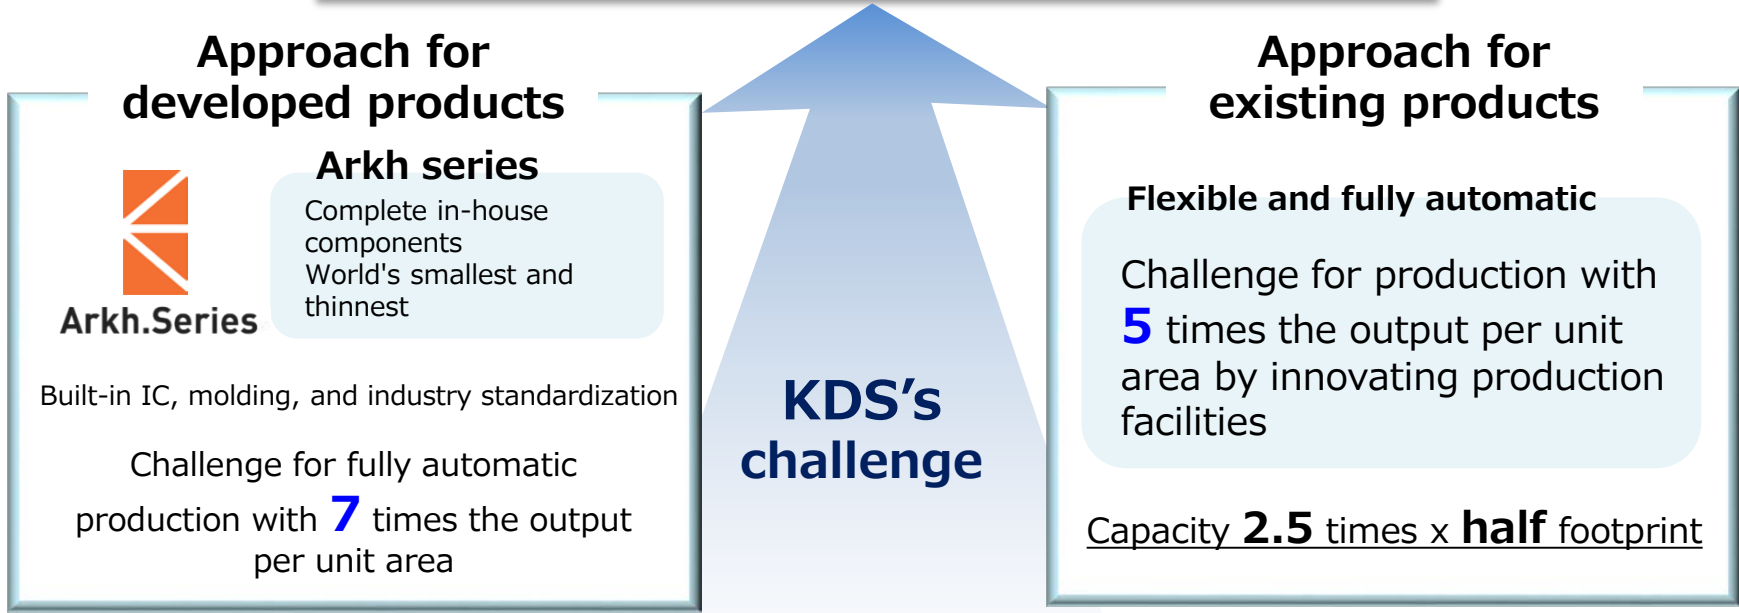 Approach for
developed products
Arkh series
Complete in-house
components
World's smallest and
thinnest
Arkh.Series
Built-in IC, molding, and industry standardization
Challenge for fully automatic
production with 7 times the output
per unit area
KDS’s
challenge
Approach for
existing products
Flexible and fully automatic
Challenge for production with
5 times the output per unit
area by innovating production
facilities
Capacity 2.5 times x half footprint